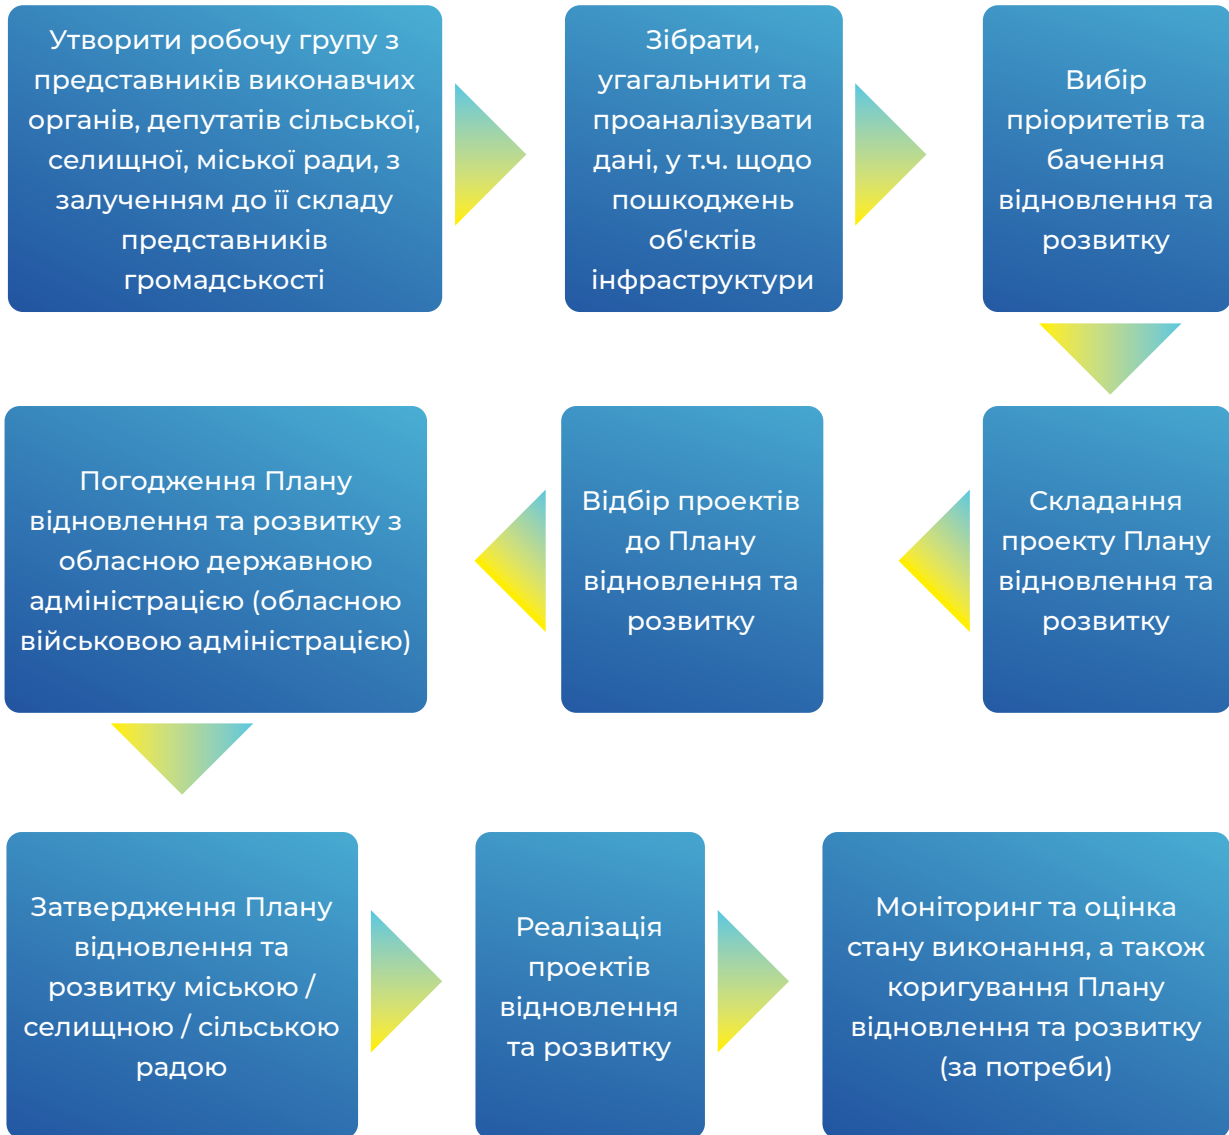 Утворити робочу групу з
представників виконавчих
органів, депутатів сільської,
селищної, міської ради, з
залученням до її складу
представників
громадськості
Зібрати,
угагальнити та
проаналізувати
дані, у т.ч. щодо
пошкоджень
об'єктів
інфраструктури
Вибір
пріоритетів та
бачення
відновлення та
розвитку
Складання
проекту Плану
відновлення та
розвитку
Відбір проектів
до Плану
відновлення та
розвитку
Погодження Плану
відновлення та розвитку з
обласною державною
адміністрацією (обласною
військовою адміністрацією)
Затвердження Плану
відновлення та
розвитку міською /
селищною / сільською
радою
Реалізація
проектів
відновлення
та розвитку
Моніторинг та оцінка
стану виконання, а також
коригування Плану
відновлення та розвитку
(за потреби)